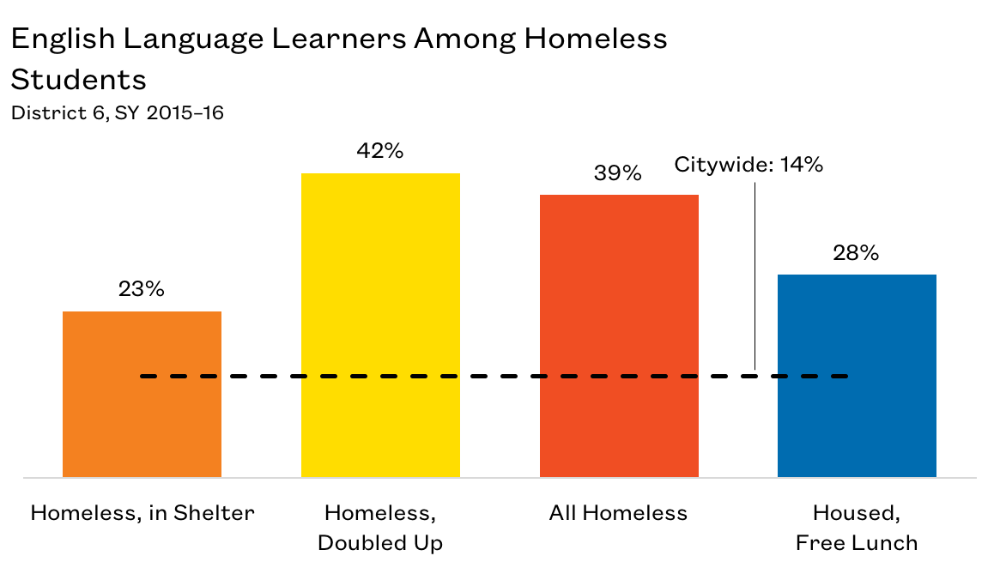 English Language Learners Among Homeless
Students
District 6, SY 2015–16
42%
Citywide: 14%
39%
28%
23%
Homeless, in Shelter
Homeless,
Doubled Up
All Homeless
Housed,
Free Lunch